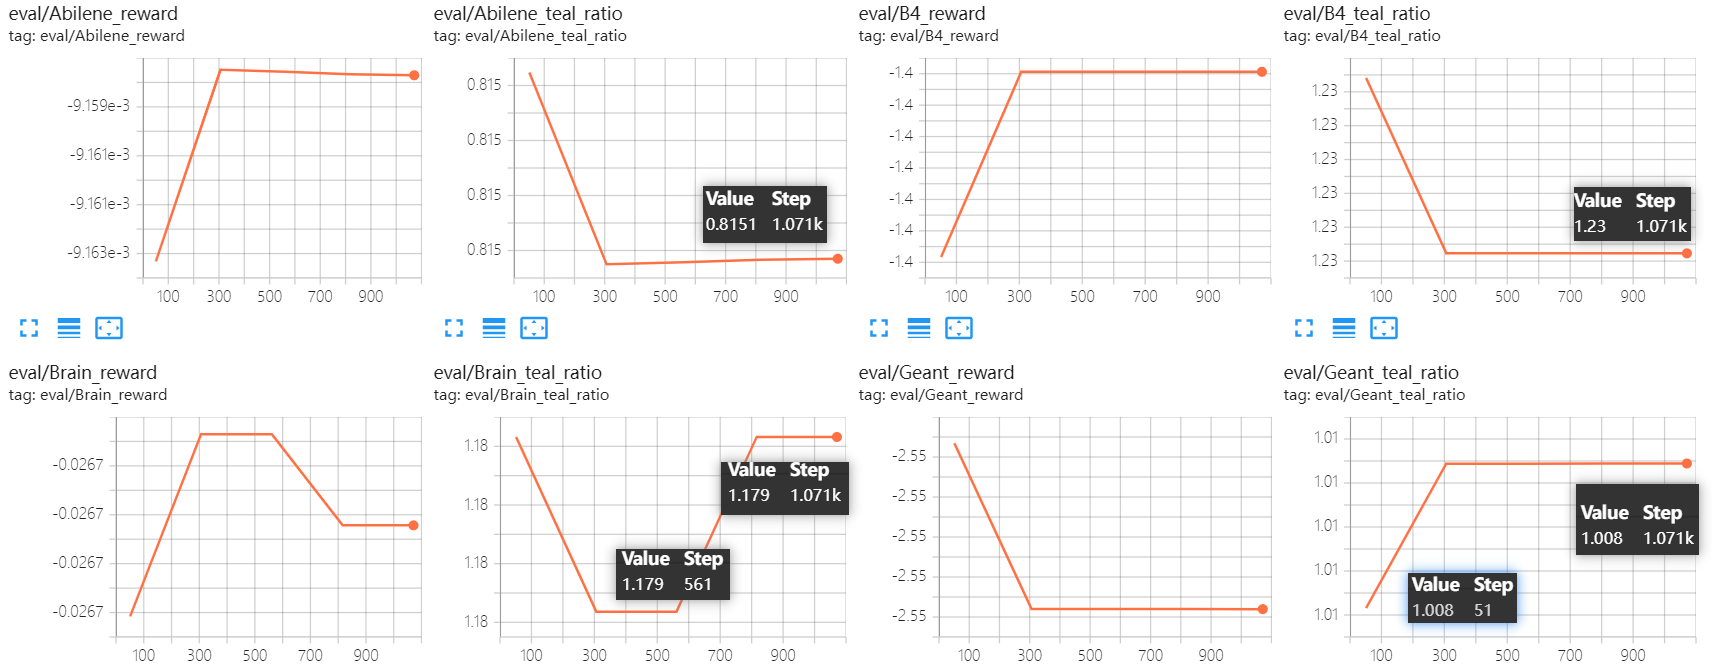 eval/Abilene_reward
tag: eval/Abilene_reward
-9.159e-3
-9.161e-3
-9.161e-3
-9.163e-3
100 300 500 700 900
eval/Abilene_teal_ratio
tag: eval/Abilene_teal_ratio
0.815
0.815
0.815
0.815
Value Step
0.8151 1.071k
100 300 500 700 900
eval/B4_reward
tag: eval/B4_reward
-1.4
-1.4
-1.4
-1.4
-1.4
-1.4
-1.4
100 300 500 700 900
eval/B4_teal_ratio
tag: eval/B4_teal_ratio
1.23
1.23
1.23
1.23
1.23
1.23
Value Step
1.23 1.071k
100 300 500 700 900
eval/Brain_reward
tag: eval/Brain_reward
-0.0267
-0.0267
-0.0267
-0.0267
100 300 500 700 900
eval/Brain_teal_ratio
tag: eval/Brain_teal_ratio
1.18
1.18
1.18
1.18
Value Step
1.179 1.071k
Value Step
1.179 561
100 300 500 700 900
eval/Geant_reward
tag: eval/Geant_reward
-2.55
-2.55
-2.55
-2.55
-2.55
100 300 500 700 900
eval/Geant_teal_ratio
tag: eval/Geant_teal_ratio
1.01
1.01
1.01
1.01
1.01
Value Step
1.008 1.071k
Value Step
1.008 51
100 300 500 700 900